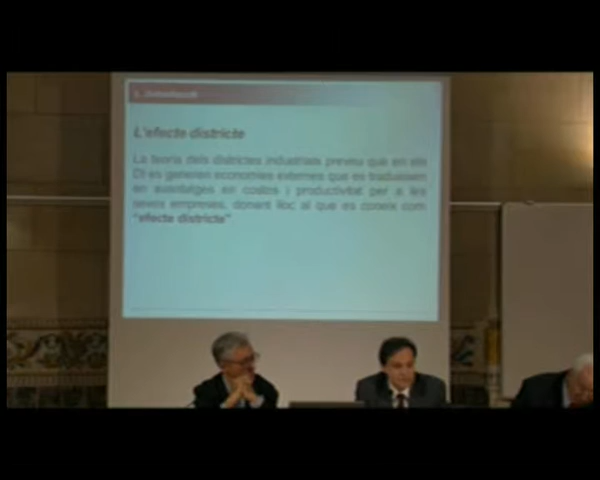 L'efecte districte
La teoria dels districtes industrials preveu que en els
DI es generen economies externes que es tradueixen
en avantatges en costos i productivitat per a les
seves empreses, donant lloc al que es coneix com
"efecte districte"